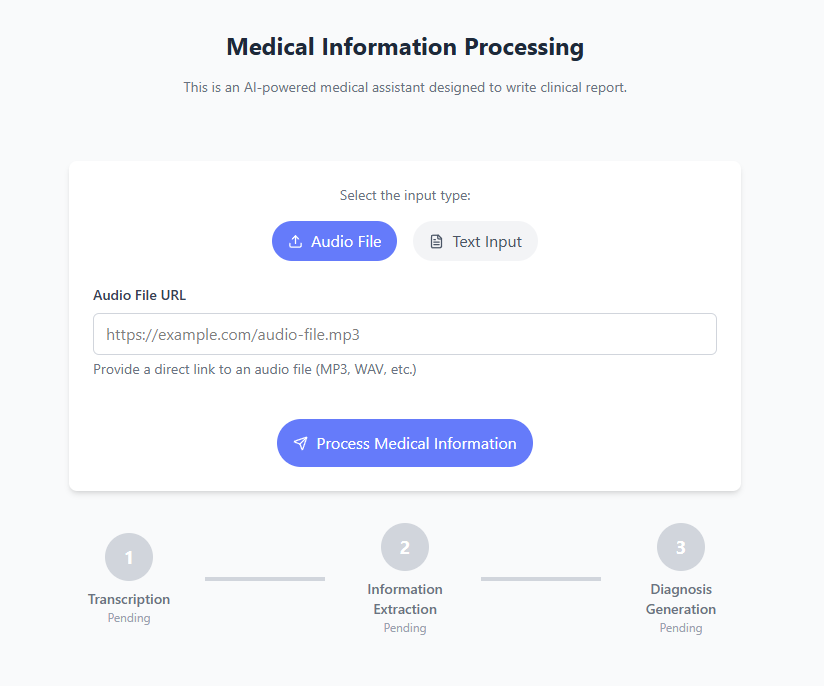 Medical Information Processing
This is an AI-powered medical assistant designed to write clinical report.
Select the input type:
Audio File
Text Input
Audio File URL
https://example.com/audio-file.mp3
Provide a direct link to an audio file (MP3, WAV, etc.)
Process Medical Information
1
Transcription
Pending
2
Information
Extraction
Pending
3
Diagnosis
Generation
Pending